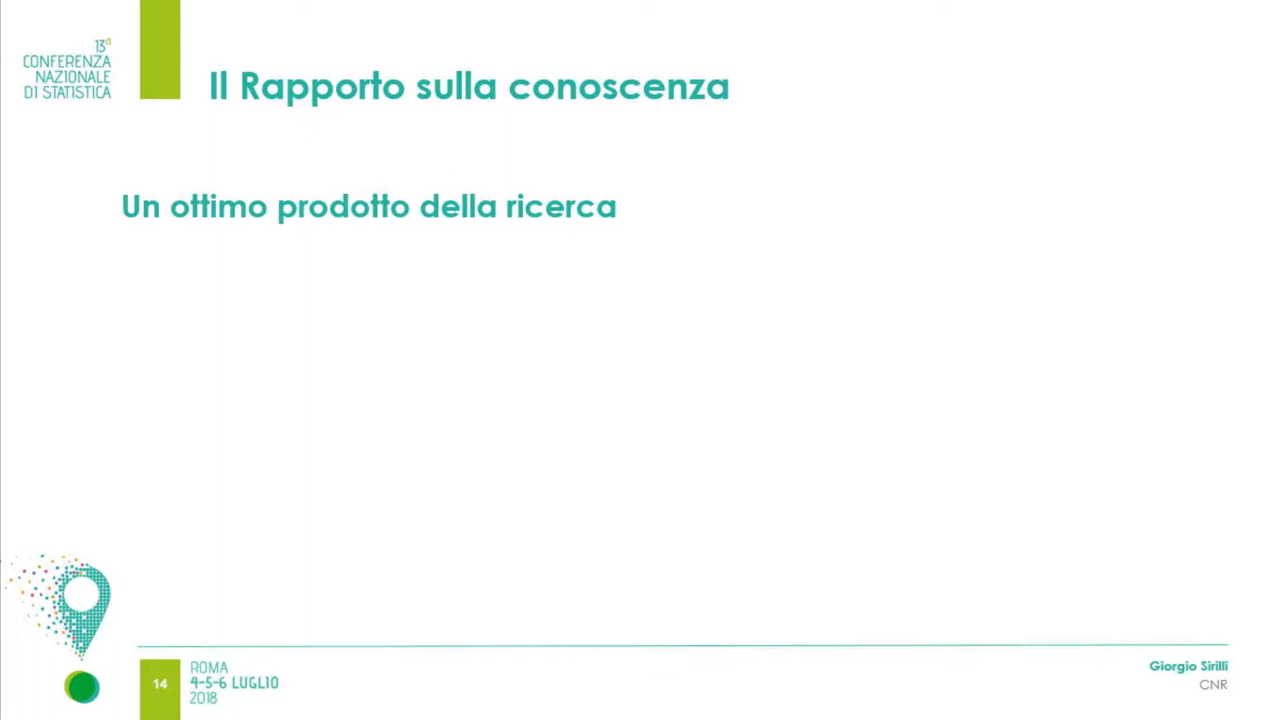 13ª
CONFERENZA
NAZIONALE
DI STATISTICA
Il Rapporto sulla conoscenza
Un ottimo prodotto della ricerca
14
ROMA
4-5-6 LUGLIO
2018
Giorgio Sirilli
CNR